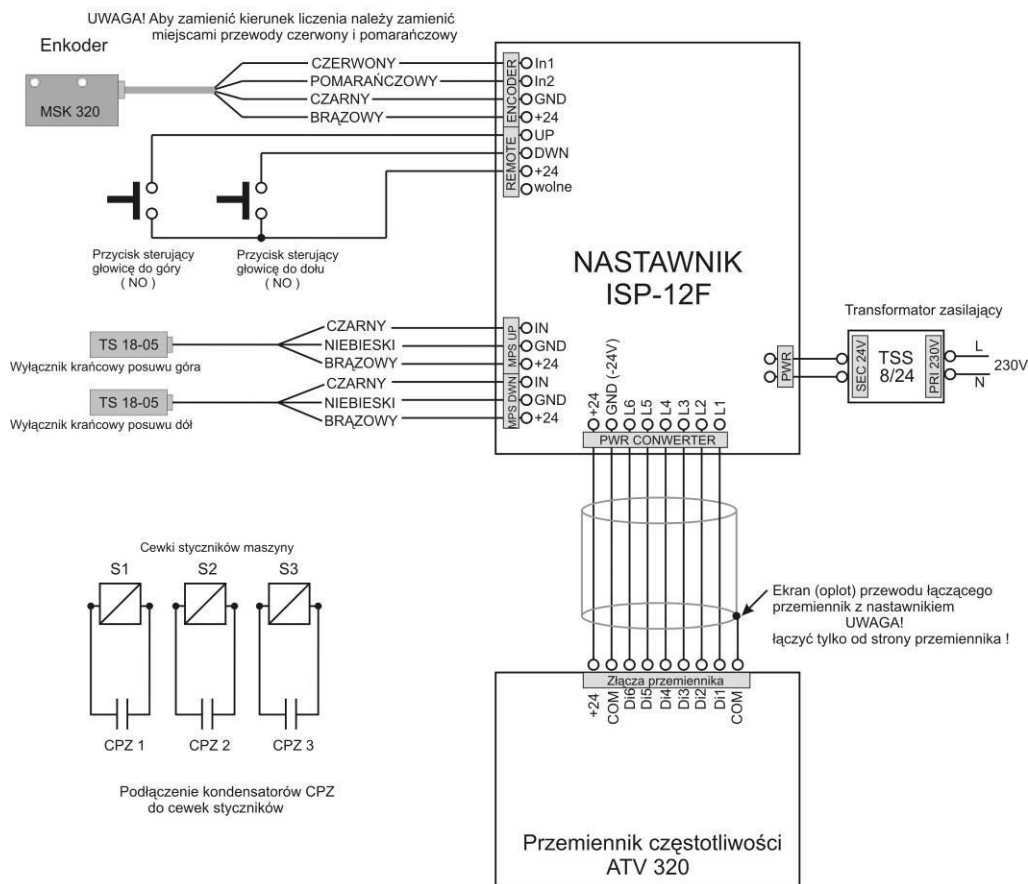 UWAGA! Aby zamienić kierunek liczenia należy zamienić
miejscami przewody czerwony i pomarańczowy
Enkoder
MSK 320
CZERWONY
POMARAŃCZOWY
CZARNY
BRĄZOWY
ENCODER
In1
In2
GND
+24
REMOTE
UP
DWN
+24
wolne
Przycisk sterujący
głowicę do góry
( NO )
Przycisk sterujący
głowicę do dołu
( NO )
NASTAWNIK
ISP-12F
TS 18-05
Wyłącznik krańcowy posuwu góra
CZARNY
NIEBIESKI
BRĄZOWY
MPS UP
IN
GND
+24
TS 18-05
Wyłącznik krańcowy posuwu dół
CZARNY
NIEBIESKI
BRĄZOWY
MPS DWN
IN
GND
+24
Transformator zasilający
PWR
SEC 24V
TSS
8/24
PRI 230V
L
N
230V
+24
GND (-24V)
L6
L5
L4
L3
L2
L1
PWR CONWERTER
Cewki styczników maszyny
S1
S2
S3
CPZ 1
CPZ 2
CPZ 3
Podłączenie kondensatorów CPZ
do cewek styczników
Ekran (oplot) przewodu łączącego
przemiennik z nastawnikiem
UWAGA!
łączyć tylko od strony przemiennika !
Złącza przemiennika
+24
COM
Di6
Di5
Di4
Di3
Di2
Di1
COM
Przemiennik częstotliwości
ATV 320